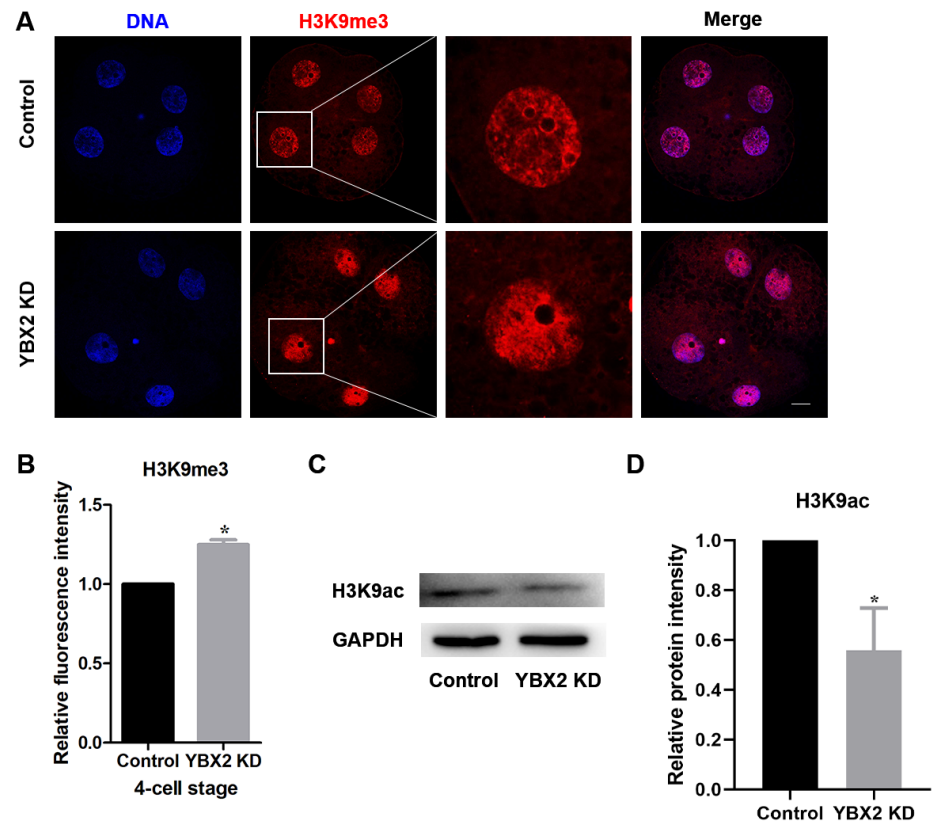 A
DNA
H3K9me3
Merge
Control
YBX2 KD
B
H3K9me3
Relative fluorescence intensity
1.5
1.0
0.5
0.0
*
Control YBX2 KD
4-cell stage
C
H3K9ac
GAPDH
Control YBX2 KD
D
H3K9ac
Relative protein intensity
1.0
0.8
0.6
0.4
0.2
0.0
*
Control YBX2 KD